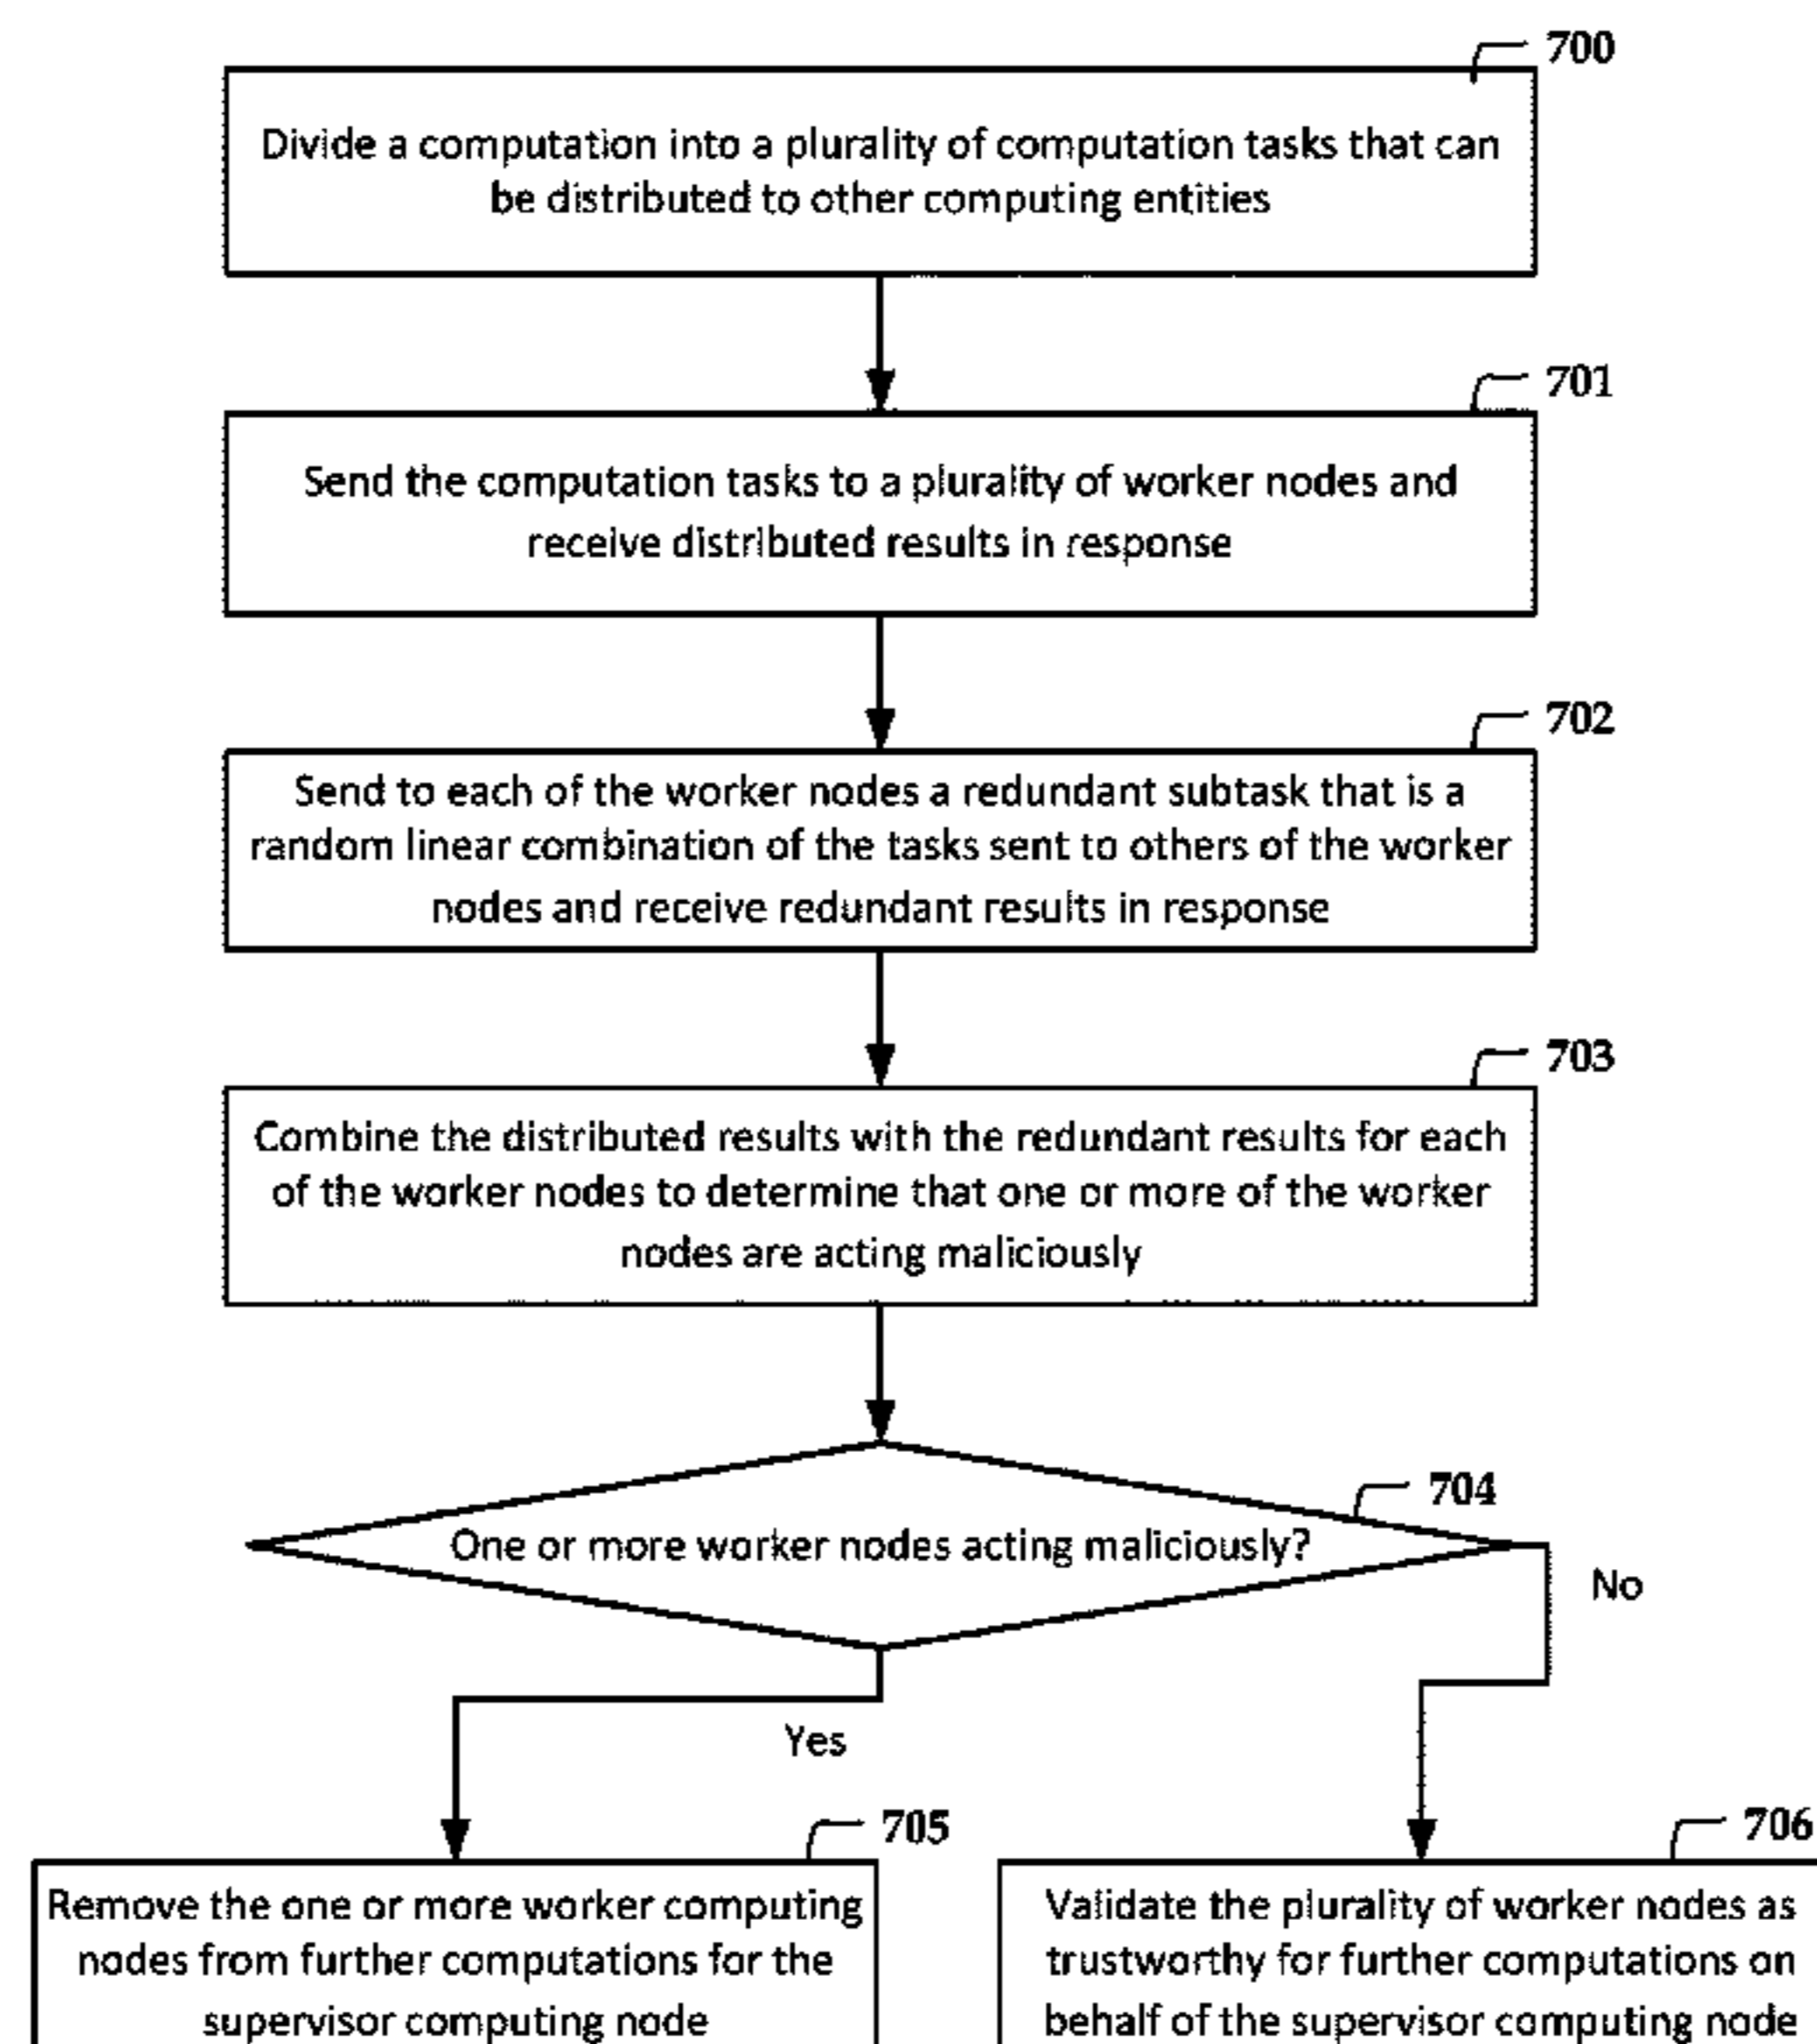 700
Divide a computation into a plurality of computation tasks that can
be distributed to other computing entities
701
Send the computation tasks to a plurality of worker nodes and
receive distributed results in response
702
Send to each of the worker nodes a redundant subtask that is a
random linear combination of the tasks sent to others of the worker
nodes and receive redundant results in response
703
Combine the distributed results with the redundant results for each
of the worker nodes to determine that one or more of the worker
nodes are acting maliciously
704
One or more worker nodes acting maliciously?
No
Yes
705
Remove the one or more worker computing
nodes from further computations for the
supervisor computing node
706
Validate the plurality of worker nodes as
trustworthy for further computations on
behalf of the supervisor computing node